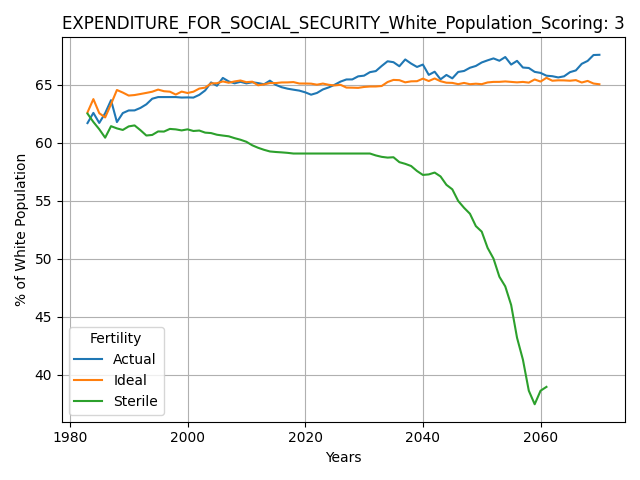 EXPENDITURE_FOR_SOCIAL_SECURITY_White_Population_Scoring: 3
% of White Population
65
60
55
50
45
40
Fertility
Actual
Ideal
Sterile
1980 2000 2020 2040 2060
Years